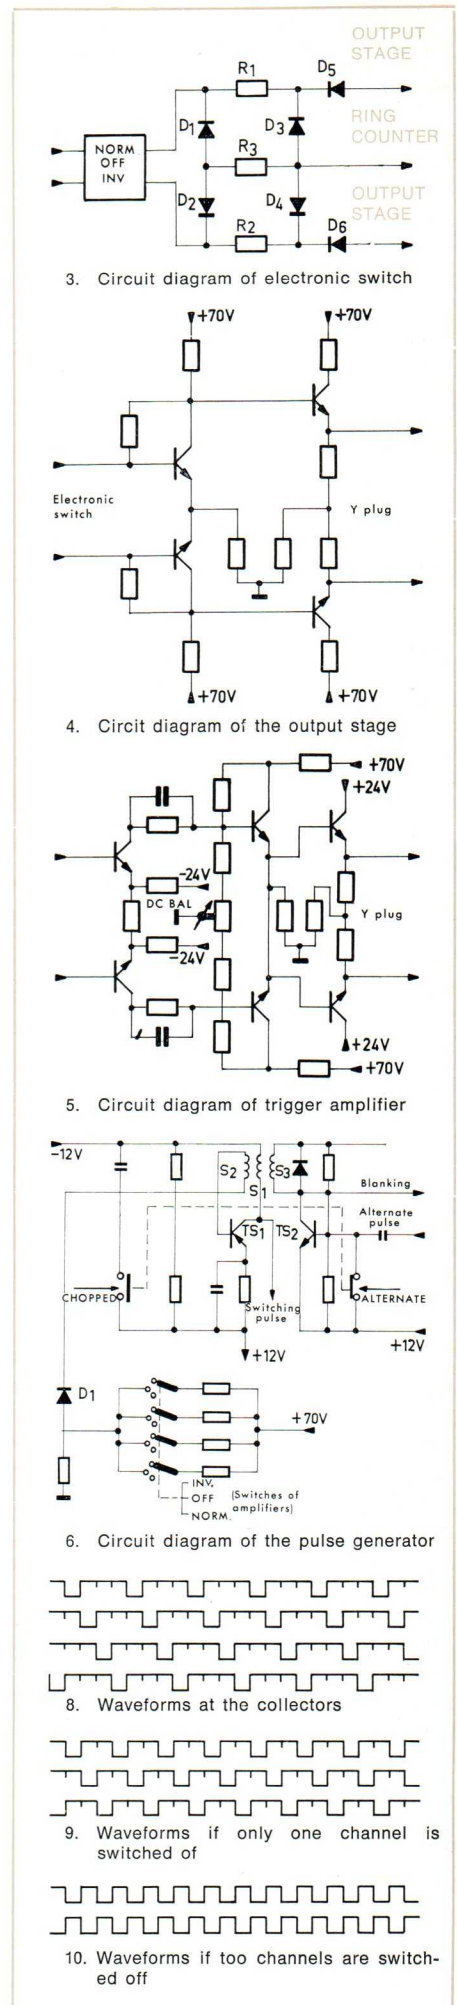 OUTPUT
STAGE
R1
D5
D1
D3
RING
COUNTER
NORM
OFF
INV
R3
D2
D4
OUTPUT
STAGE
R2
D6
3. Circuit diagram of electronic switch
+70V
+70V
Electronic
switch
Y plug
+70V
+70V
4. Circit diagram of the output stage
+70V
+24V
-24V
DC BAL
Y plug
-24V
+24V
+70V
5. Circuit diagram of trigger amplifier
-12V
S2
S3
S1
Blanking
Alternate
pulse
TS1
TS2
CHOPPED
Switching
pulse
ALTERNATE
+12V
+12V
D1
+70V
INV.
OFF
(Switches of
amplifiers)
NORM.
6. Circuit diagram of the pulse generator
8. Waveforms at the collectors
9. Waveforms if only one channel is
switched of
10. Waveforms if too channels are switch-
ed off